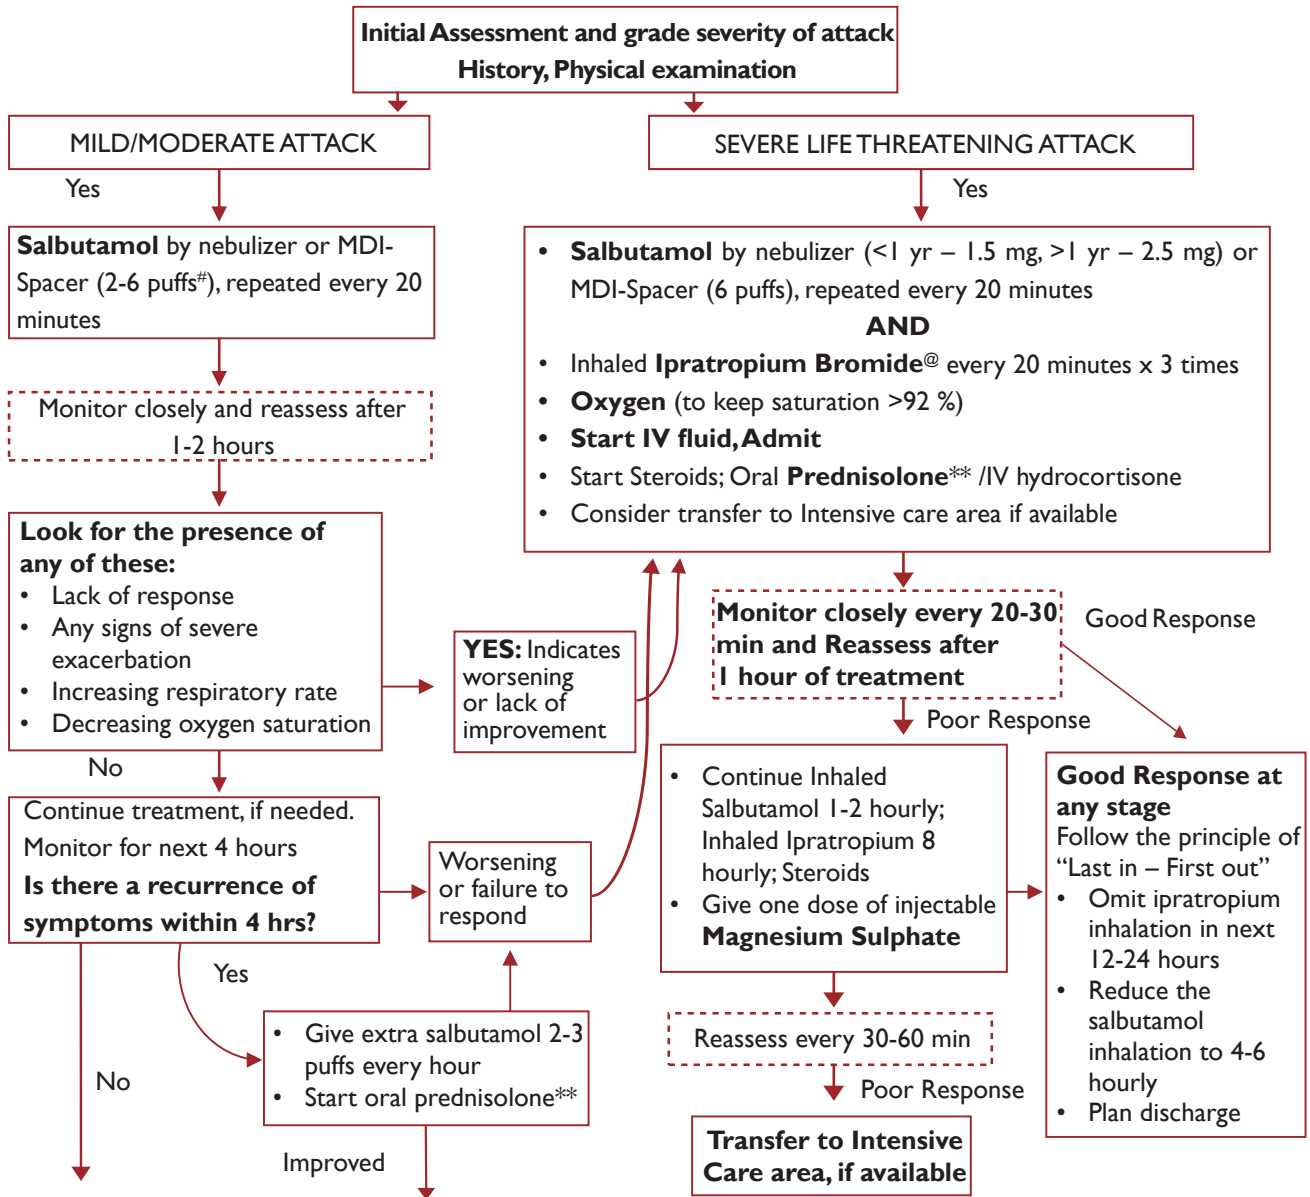 Initial Assessment and grade severity of attack
History, Physical examination
MILD/MODERATE ATTACK
Yes
Salbutamol by nebulizer or MDI-
Spacer (2-6 puffs#), repeated every 20
minutes
Monitor closely and reassess after
1-2 hours
Look for the presence of
any of these:
• Lack of response
• Any signs of severe
exacerbation
• Increasing respiratory rate
• Decreasing oxygen saturation
YES: Indicates
worsening
or lack of
improvement
No
Continue treatment, if needed.
Monitor for next 4 hours
Is there a recurrence of
symptoms within 4 hrs?
Worsening
or failure to
respond
Yes
No
• Give extra salbutamol 2-3
puffs every hour
• Start oral prednisolone**
Improved
SEVERE LIFE THREATENING ATTACK
Yes
• Salbutamol by nebulizer (<1 yr – 1.5 mg, >1 yr – 2.5 mg) or
MDI-Spacer (6 puffs), repeated every 20 minutes
AND
• Inhaled Ipratropium Bromide@ every 20 minutes x 3 times
• Oxygen (to keep saturation >92 %)
• Start IV fluid, Admit
• Start Steroids; Oral Prednisolone** /IV hydrocortisone
• Consider transfer to Intensive care area if available
Monitor closely every 20-30
min and Reassess after
1 hour of treatment
Good Response
Poor Response
• Continue Inhaled
Salbutamol 1-2 hourly;
Inhaled Ipratropium 8
hourly; Steroids
• Give one dose of injectable
Magnesium Sulphate
Reassess every 30-60 min
Poor Response
Transfer to Intensive
Care area, if available
Good Response at
any stage
Follow the principle of
“Last in – First out”
• Omit ipratropium
inhalation in next
12-24 hours
• Reduce the
salbutamol
inhalation to 4-6
hourly
• Plan discharge